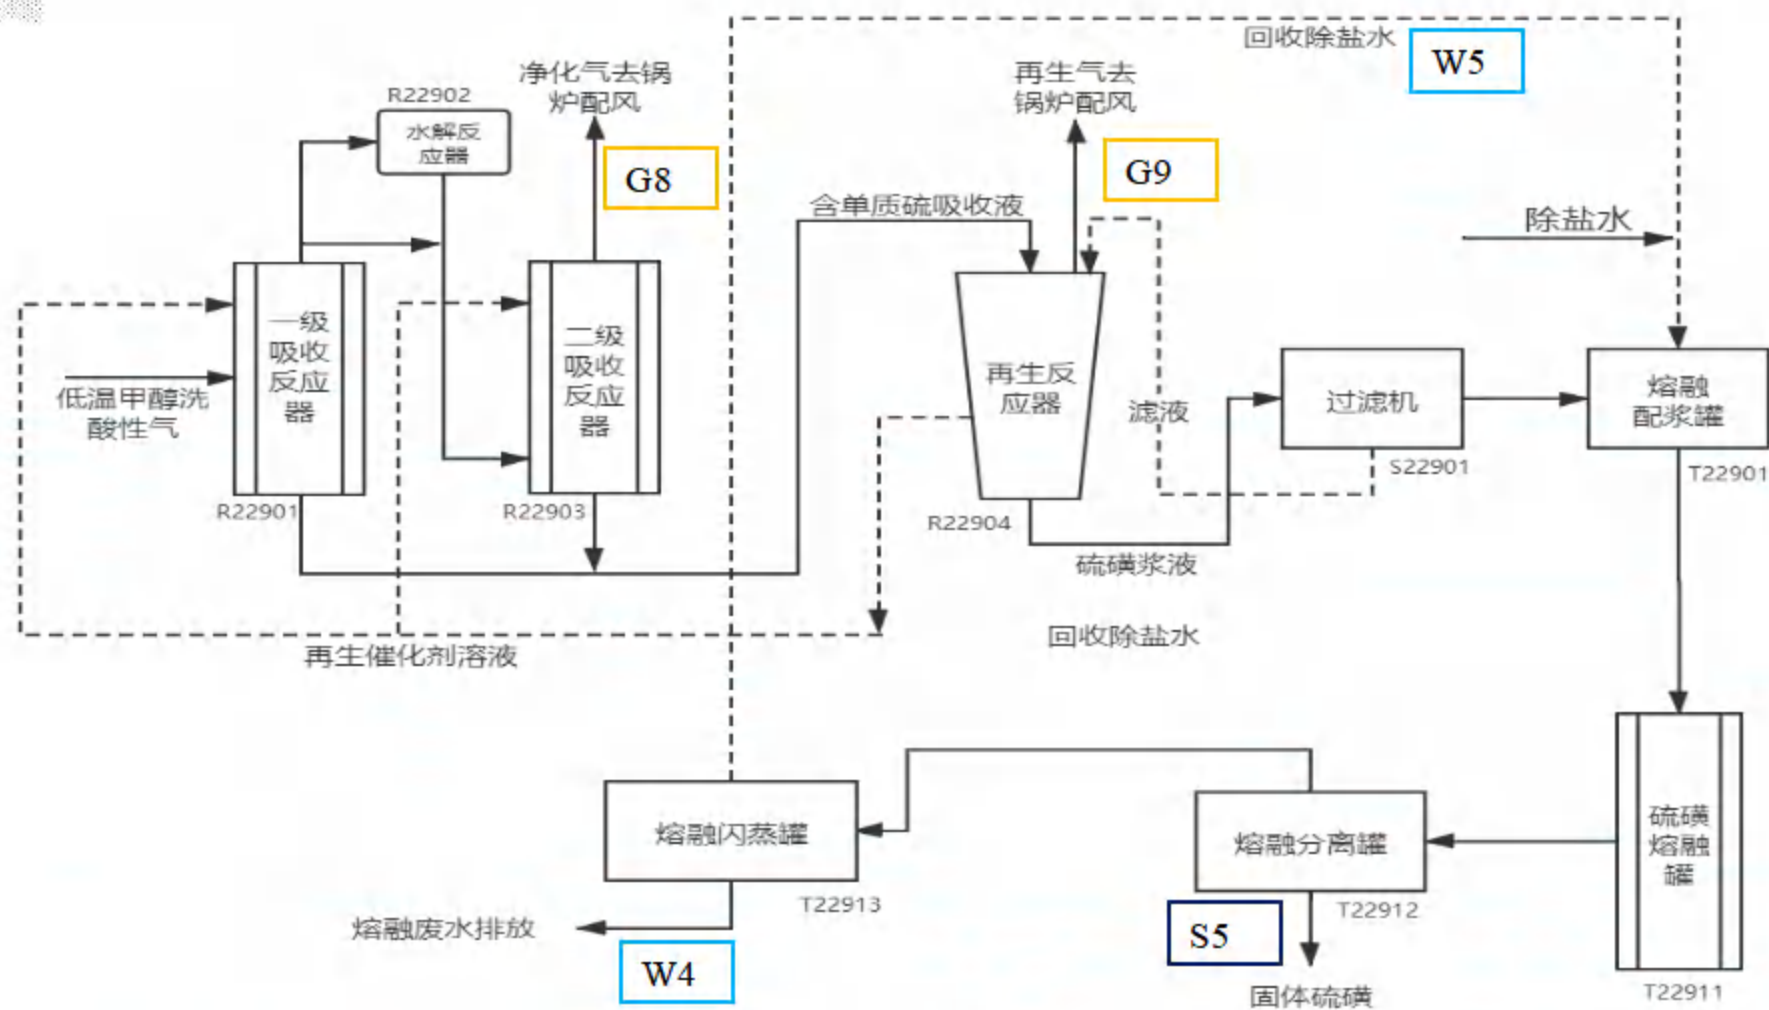 回收除盐水
W5
净化气去锅
炉配风
再生气去
锅炉配风
R22902
水解反
应器
G8
G9
含单质硫吸收液
除盐水
一级
吸收
反应
器
二级
吸收
反应
器
再生反
应器
低温甲醇洗
酸性气
滤液
过滤机
熔融
配浆罐
S22901
T22901
R22901
R22903
R22904
硫磺浆液
回收除盐水
再生催化剂溶液
熔融闪蒸罐
熔融分离罐
硫磺
熔融
罐
T22913
T22912
熔融废水排放
W4
S5
固体硫磺
T22911